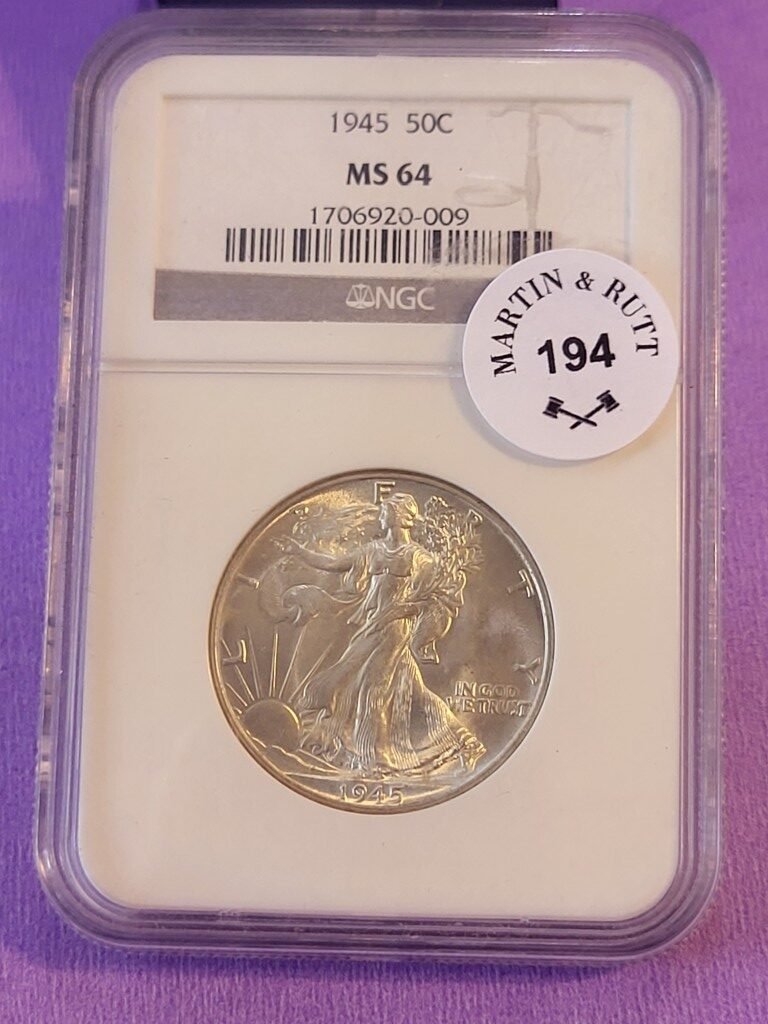 1945 50C
MS 64
1706920-009
NGC
MARTIN & RUTT
194
LIBERTY
IN GOD
WE TRUST
1945